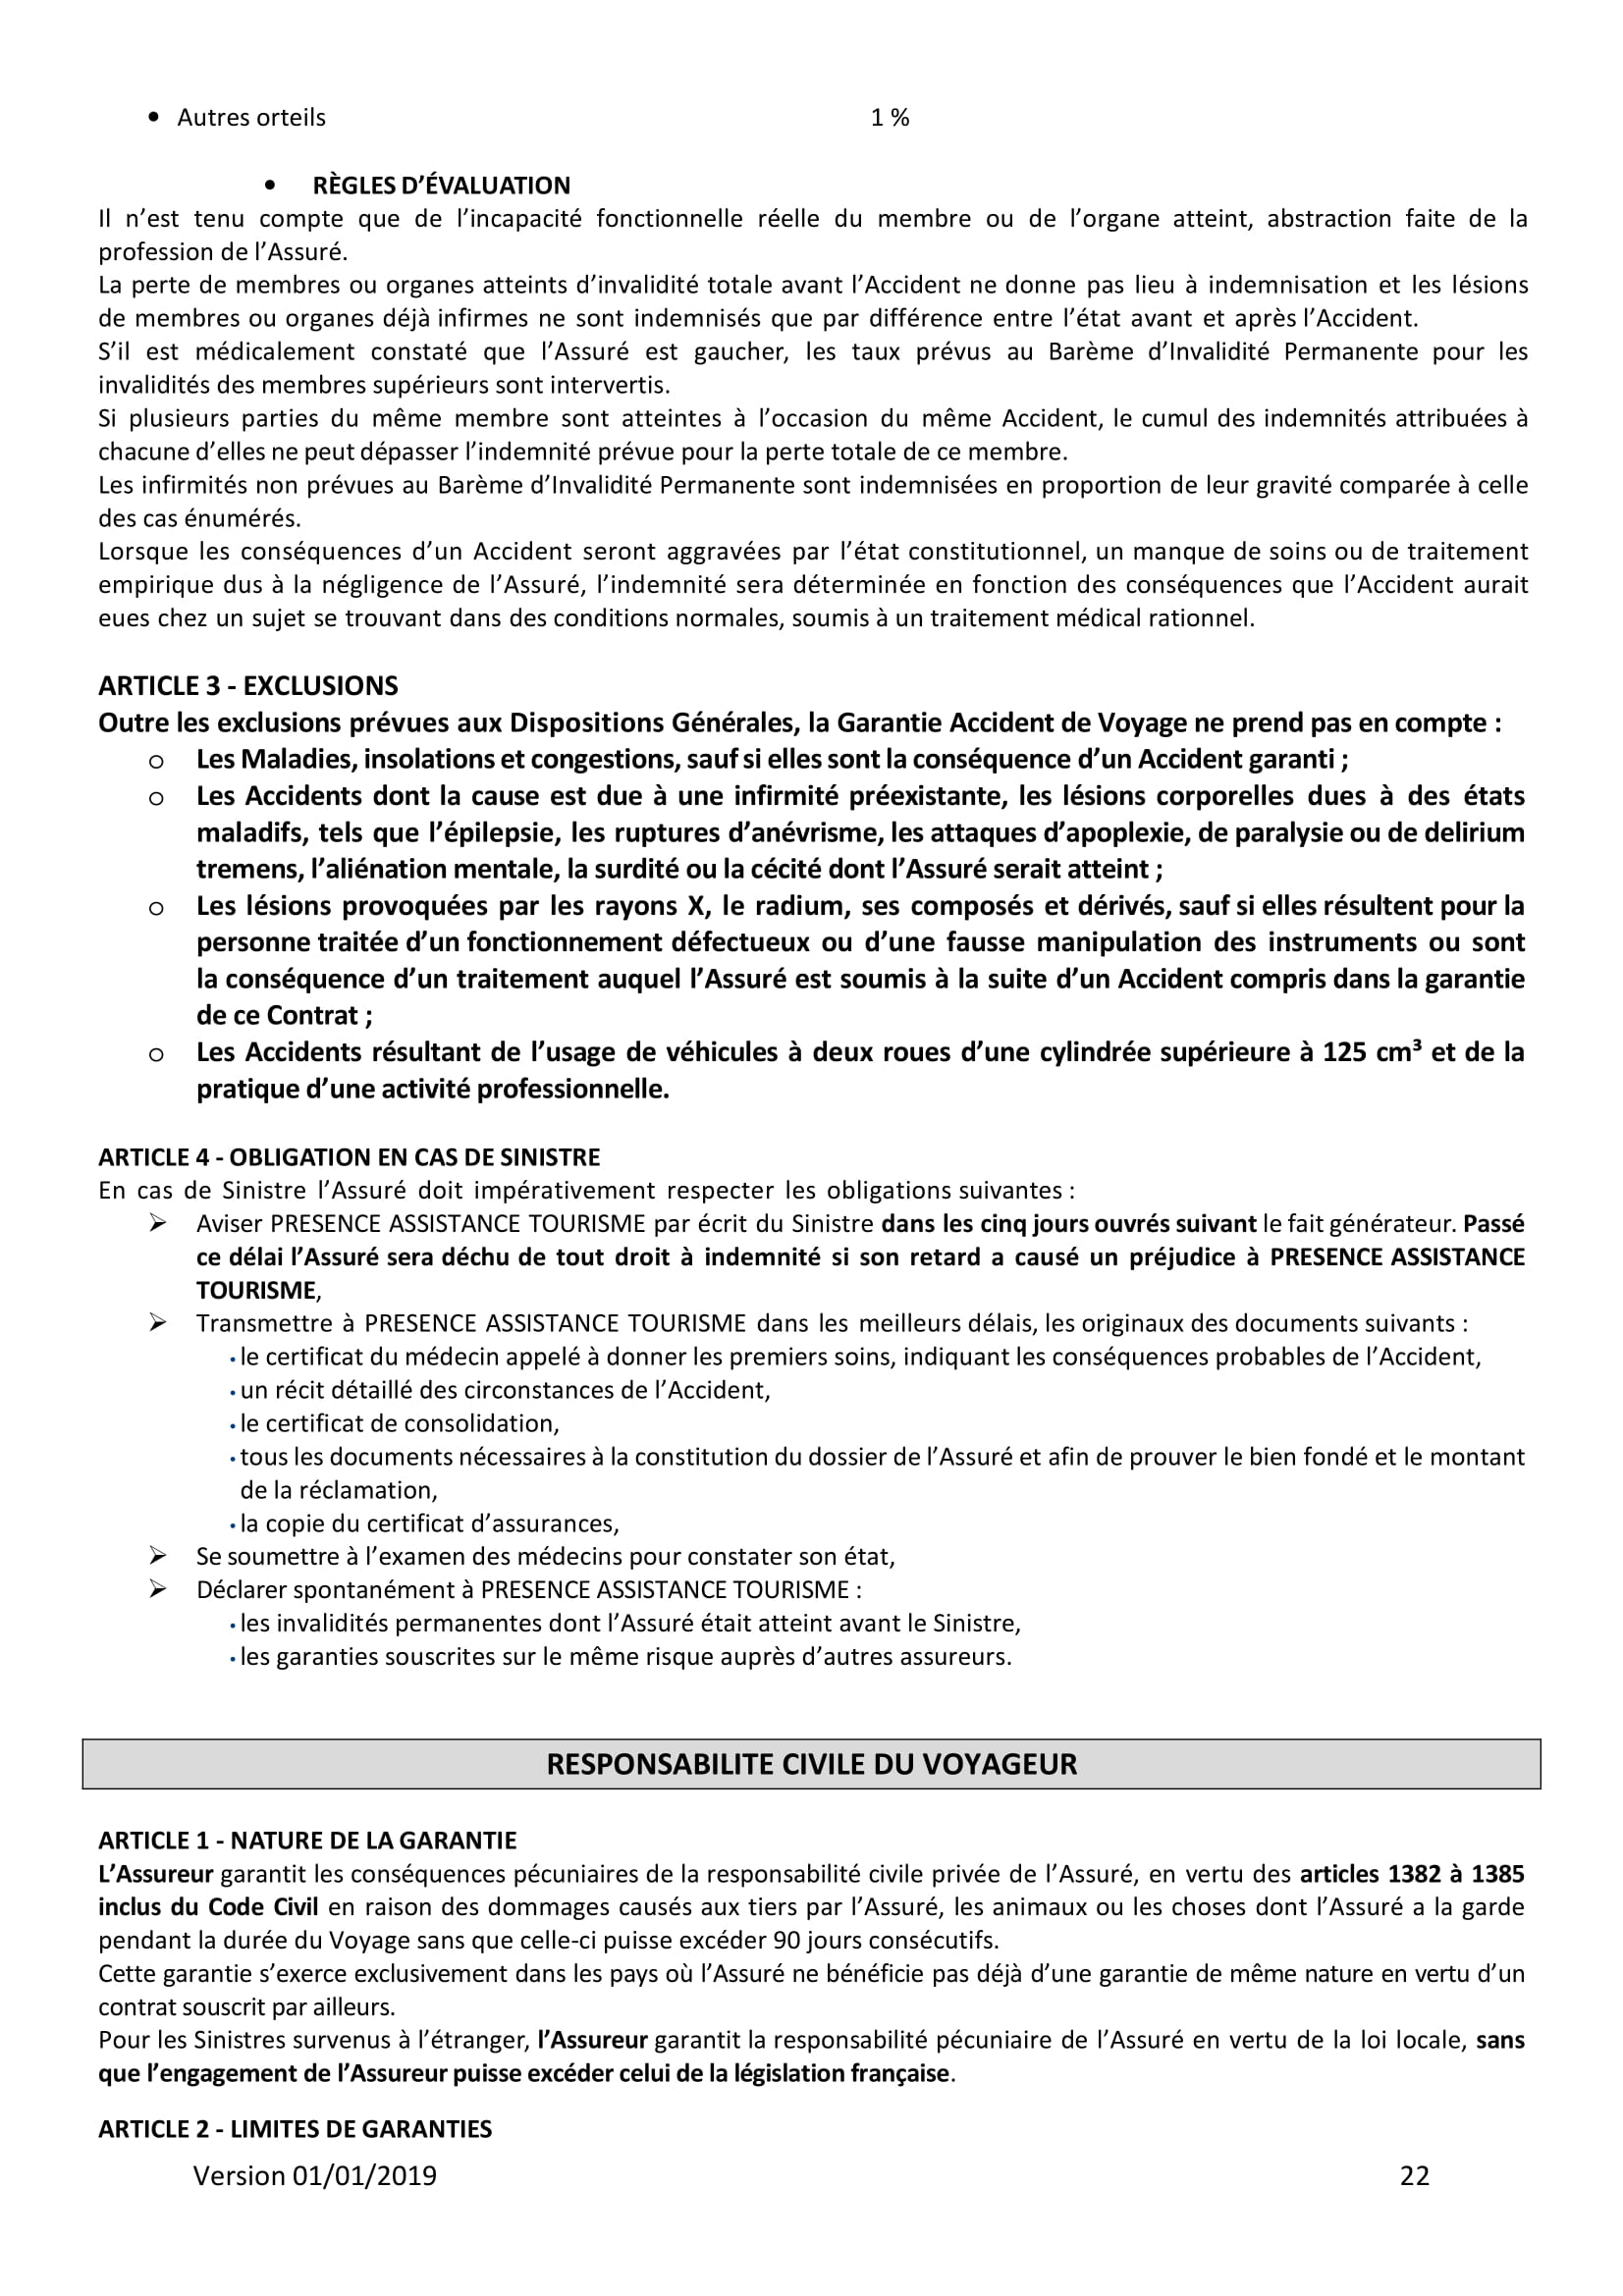 • Autres orteils 1 %
• RÈGLES D’ÉVALUATION
Il n’est tenu compte que de l’incapacité fonctionnelle réelle du membre ou de l’organe atteint, abstraction faite de la
profession de l’Assuré.
La perte de membres ou organes atteints d’invalidité totale avant l’Accident ne donne pas lieu à indemnisation et les lésions
de membres ou organes déjà infirmes ne sont indemnisés que par différence entre l’état avant et après l’Accident.
S’il est médicalement constaté que l’Assuré est gaucher, les taux prévus au Barème d’Invalidité Permanente pour les
invalidités des membres supérieurs sont intervertis.
Si plusieurs parties du même membre sont atteintes à l’occasion du même Accident, le cumul des indemnités attribuées à
chacune d’elles ne peut dépasser l’indemnité prévue pour la perte totale de ce membre.
Les infirmités non prévues au Barème d’Invalidité Permanente sont indemnisées en proportion de leur gravité comparée à celle
des cas énumérés.
Lorsque les conséquences d’un Accident seront aggravées par l’état constitutionnel, un manque de soins ou de traitement
empirique dus à la négligence de l’Assuré, l’indemnité sera déterminée en fonction des conséquences que l’Accident aurait
eues chez un sujet se trouvant dans des conditions normales, soumis à un traitement médical rationnel.
ARTICLE 3 - EXCLUSIONS
Outre les exclusions prévues aux Dispositions Générales, la Garantie Accident de Voyage ne prend pas en compte :
o Les Maladies, insolations et congestions, sauf si elles sont la conséquence d’un Accident garanti ;
o Les Accidents dont la cause est due à une infirmité préexistante, les lésions corporelles dues à des états
maladifs, tels que l’épilepsie, les ruptures d’anévrisme, les attaques d’apoplexie, de paralysie ou de delirium
tremens, l’aliénation mentale, la surdité ou la cécité dont l’Assuré serait atteint ;
o Les lésions provoquées par les rayons X, le radium, ses composés et dérivés, sauf si elles résultent pour la
personne traitée d’un fonctionnement défectueux ou d’une fausse manipulation des instruments ou sont
la conséquence d’un traitement auquel l’Assuré est soumis à la suite d’un Accident compris dans la garantie
de ce Contrat ;
o Les Accidents résultant de l’usage de véhicules à deux roues d’une cylindrée supérieure à 125 cm³ et de la
pratique d’une activité professionnelle.
ARTICLE 4 - OBLIGATION EN CAS DE SINISTRE
En cas de Sinistre l’Assuré doit impérativement respecter les obligations suivantes :
➢ Aviser PRESENCE ASSISTANCE TOURISME par écrit du Sinistre dans les cinq jours ouvrés suivant le fait générateur. Passé
ce délai l’Assuré sera déchu de tout droit à indemnité si son retard a causé un préjudice à PRESENCE ASSISTANCE
TOURISME,
➢ Transmettre à PRESENCE ASSISTANCE TOURISME dans les meilleurs délais, les originaux des documents suivants :
• le certificat du médecin appelé à donner les premiers soins, indiquant les conséquences probables de l’Accident,
• un récit détaillé des circonstances de l’Accident,
• le certificat de consolidation,
• tous les documents nécessaires à la constitution du dossier de l’Assuré et afin de prouver le bien fondé et le montant
de la réclamation,
• la copie du certificat d’assurances,
➢ Se soumettre à l’examen des médecins pour constater son état,
➢ Déclarer spontanément à PRESENCE ASSISTANCE TOURISME :
• les invalidités permanentes dont l’Assuré était atteint avant le Sinistre,
• les garanties souscrites sur le même risque auprès d’autres assureurs.
RESPONSABILITE CIVILE DU VOYAGEUR
ARTICLE 1 - NATURE DE LA GARANTIE
L’Assureur garantit les conséquences pécuniaires de la responsabilité civile privée de l’Assuré, en vertu des articles 1382 à 1385
inclus du Code Civil en raison des dommages causés aux tiers par l’Assuré, les animaux ou les choses dont l’Assuré a la garde
pendant la durée du Voyage sans que celle-ci puisse excéder 90 jours consécutifs.
Cette garantie s’exerce exclusivement dans les pays où l’Assuré ne bénéficie pas déjà d’une garantie de même nature en vertu d’un
contrat souscrit par ailleurs.
Pour les Sinistres survenus à l’étranger, l’Assureur garantit la responsabilité pécuniaire de l’Assuré en vertu de la loi locale, sans
que l’engagement de l’Assureur puisse excéder celui de la législation française.
ARTICLE 2 - LIMITES DE GARANTIES
Version 01/01/2019 22